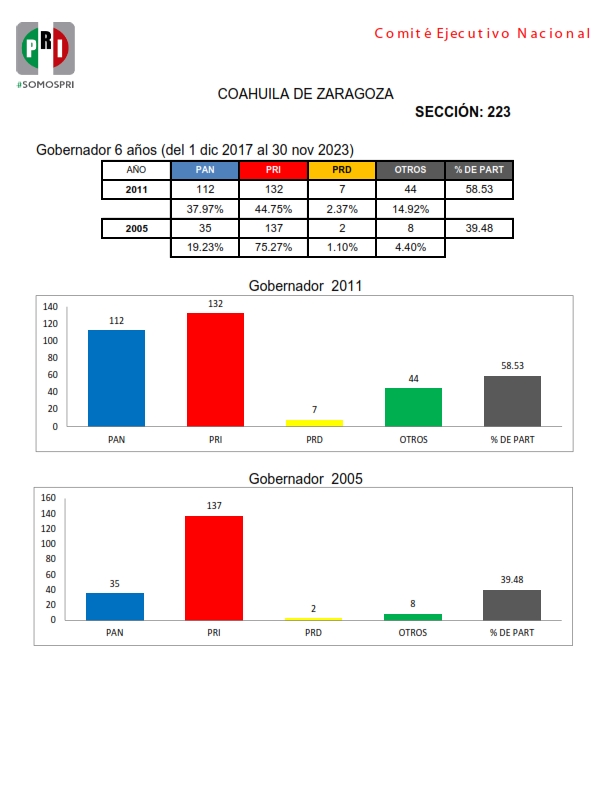 PRI
#SOMOSPRI
Comité Ejecutivo Nacional
COAHUILA DE ZARAGOZA
SECCIÓN: 223
Gobernador 6 años (del 1 dic 2017 al 30 nov 2023)
AÑO PAN PRI PRD OTROS % DE PART
2011 112 132 7 44 58.53
37.97% 44.75% 2.37% 14.92%
2005 35 137 2 8 39.48
19.23% 75.27% 1.10% 4.40%
Gobernador 2011
140
120
100
80
60
40
20
0
112
132
7
44
58.53
PAN PRI PRD OTROS % DE PART
Gobernador 2005
160
140
120
100
80
60
40
20
0
35
137
2
8
39.48
PAN PRI PRD OTROS % DE PART